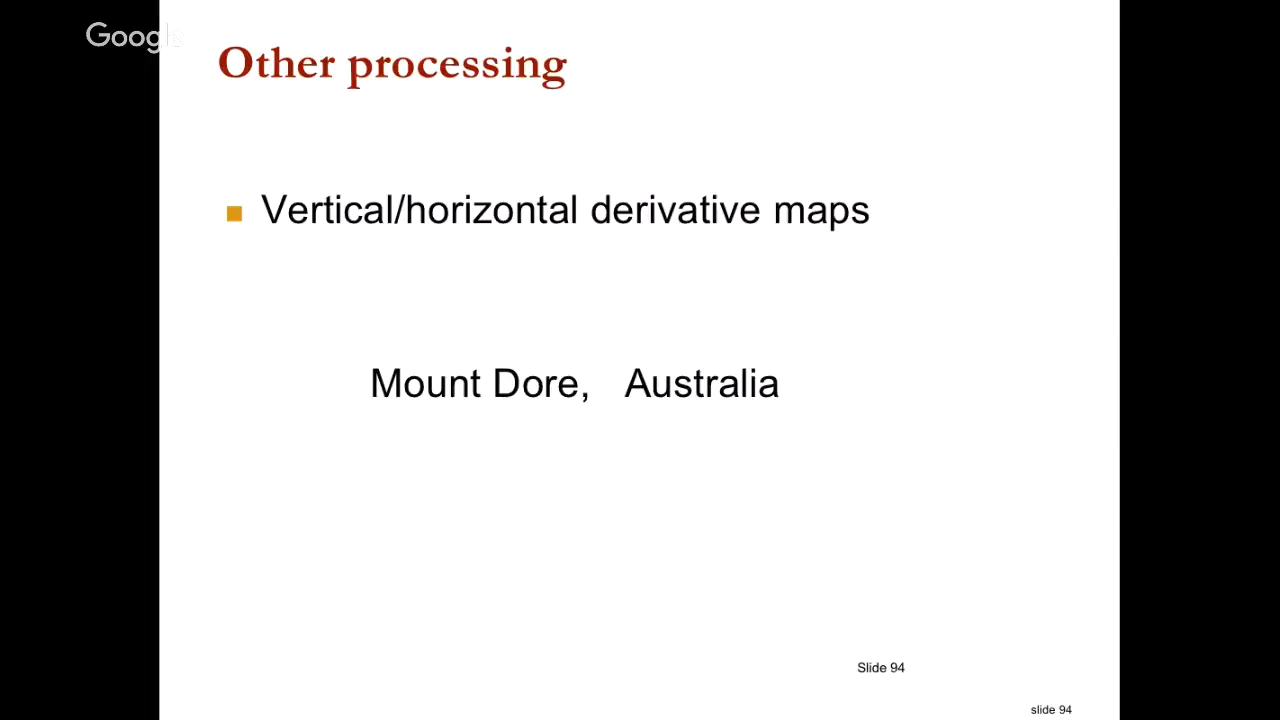 Google
Other processing
Vertical/horizontal derivative maps
Mount Dore, Australia
Slide 94
slide 94